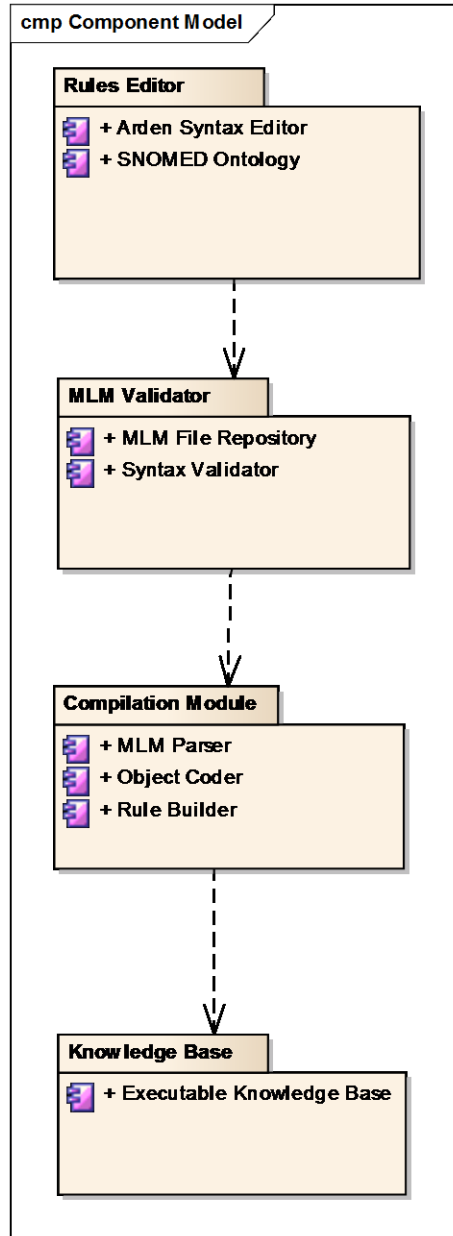 cmp Component Model
Rules Editor
+ Arden Syntax Editor
+ SNOMED Ontology
MLM Validator
+ MLM File Repository
+ Syntax Validator
Compilation Module
+ MLM Parser
+ Object Coder
+ Rule Builder
Knowledge Base
+ Executable Knowledge Base